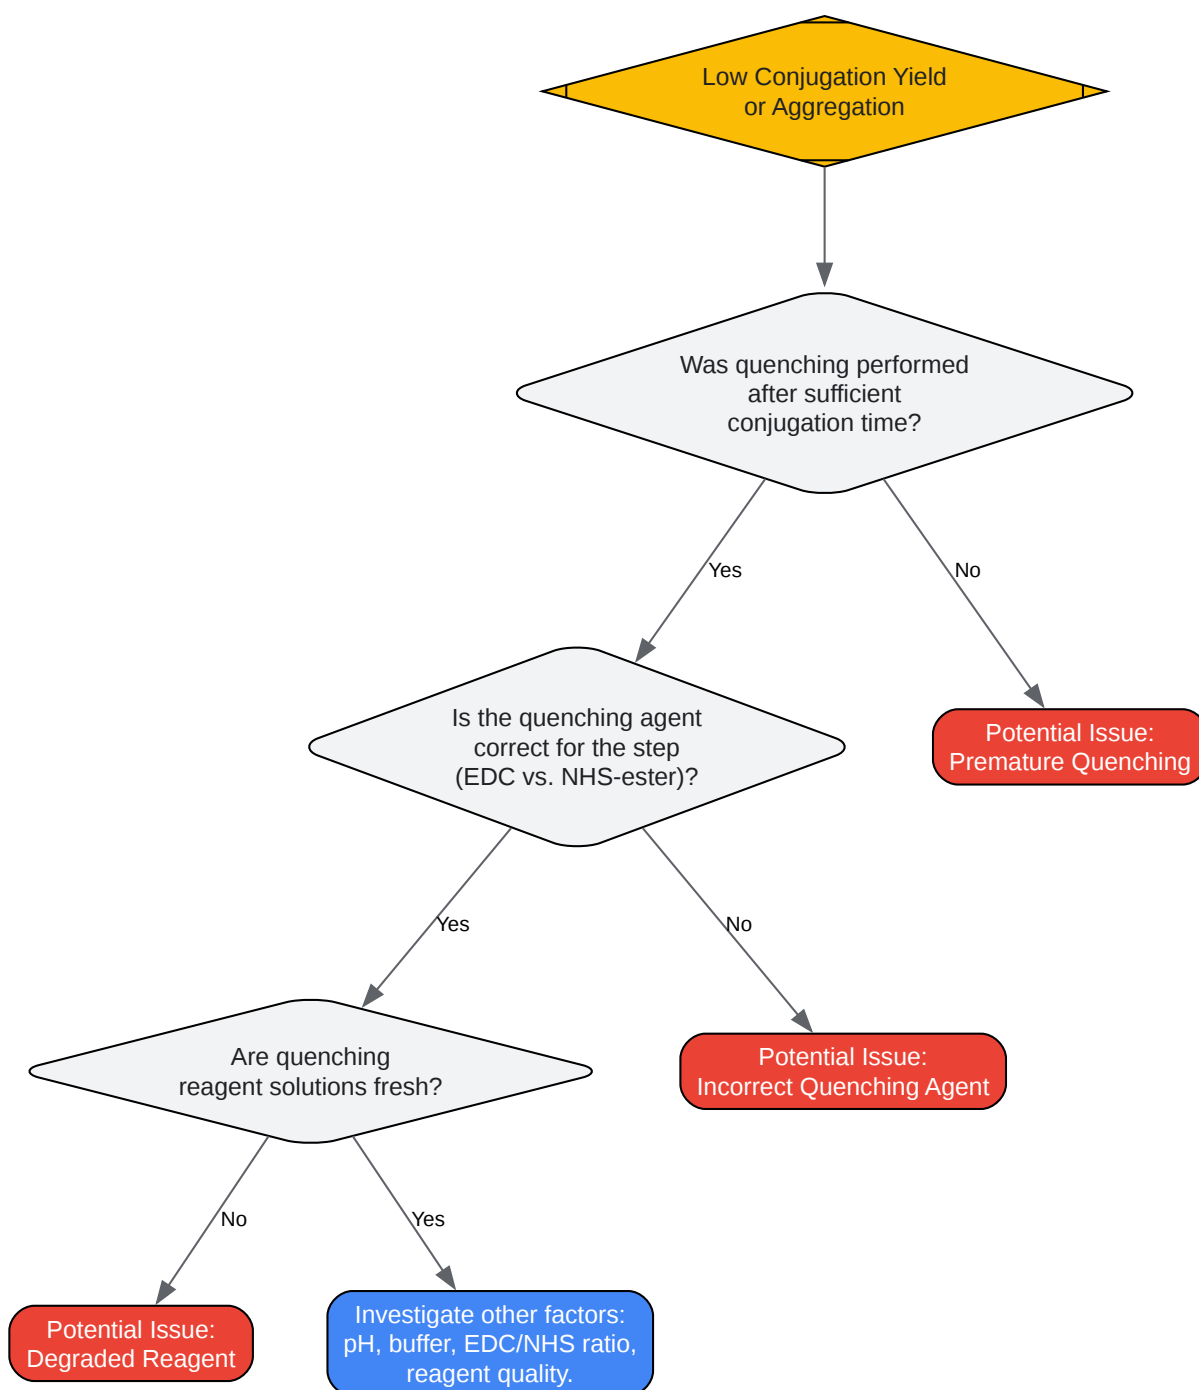 Low Conjugation Yield
or Aggregation
Was quenching performed
after sufficient
conjugation time?
Yes
No
Is the quenching agent
correct for the step
(EDC vs. NHS-ester)?
Potential Issue:
Premature Quenching
Yes
No
Are quenching
reagent solutions fresh?
Potential Issue:
Incorrect Quenching Agent
No
Yes
Potential Issue:
Degraded Reagent
Investigate other factors:
pH, buffer, EDC/NHS ratio,
reagent quality.